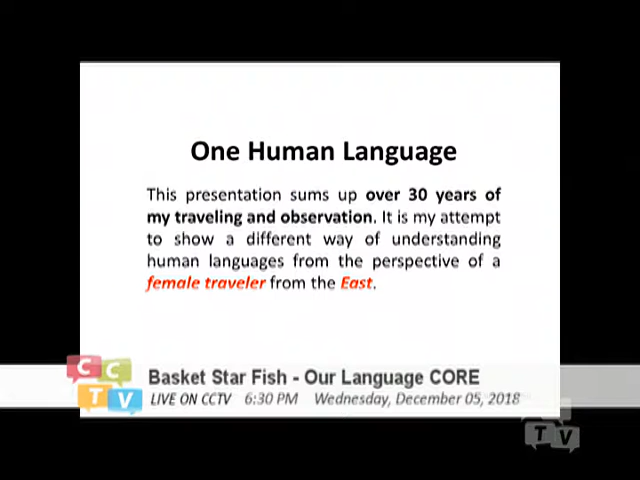 One Human Language
This presentation sums up over 30 years of
my traveling and observation. It is my attempt
to show a different way of understanding
human languages from the perspective of a
female traveler from the East.
CC
TV
Basket Star Fish - Our Language CORE
LIVE ON CCTV 6:30 PM Wednesday, December 05, 2018
TV